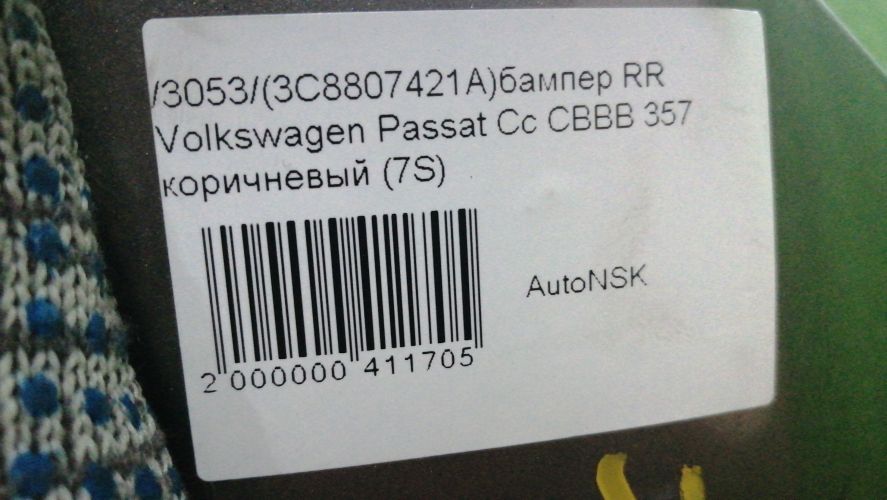 /3053/(3C8807421A)бампер RR
Volkswagen Passat Cc CBBB 357
коричневый (7S)
AutoNSK
2 000000 411705